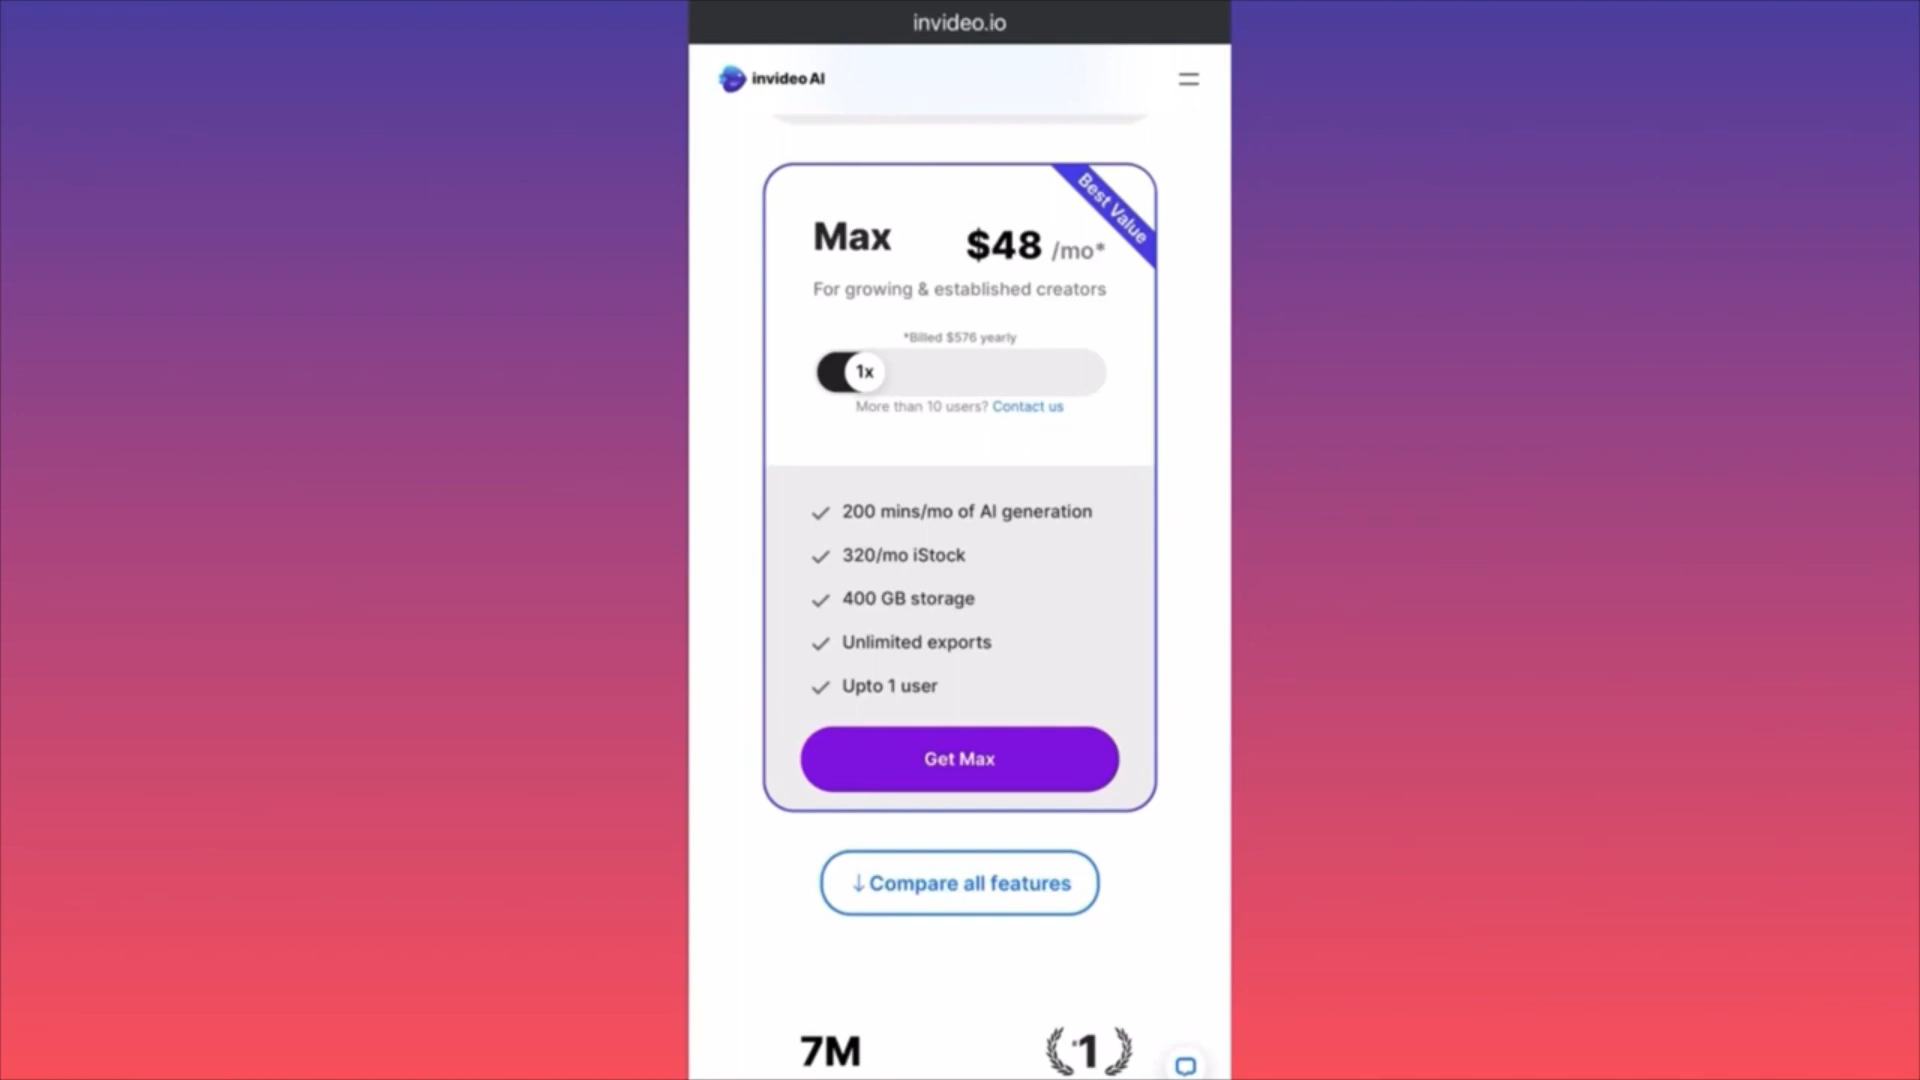 invideo.io
invideo AI
Best Value
Max
$48 /mo*
For growing & established creators
*Billed $576 yearly
1x
More than 10 users? Contact us
200 mins/mo of AI generation
320/mo iStock
400 GB storage
Unlimited exports
Upto 1 user
Get Max
↓ Compare all features
7M
#1